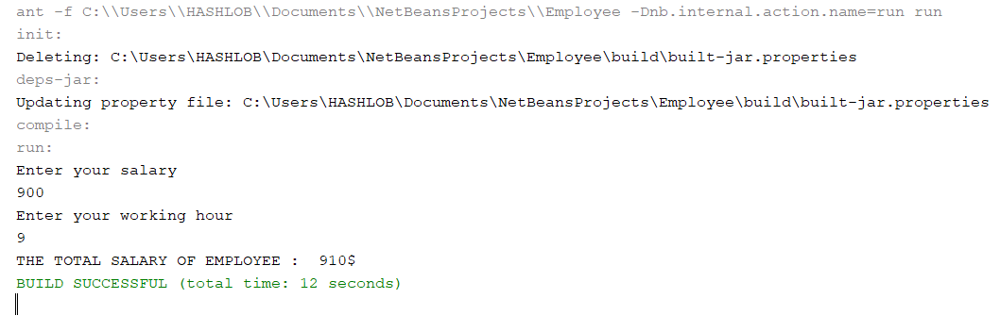 ant -f C:\\Users\\HASHLOB\\Documents\\NetBeansProjects\\Employee -Dnb.internal.action.name=run run
init:
Deleting: C:\Users\HASHLOB\Documents\NetBeansProjects\Employee\build\built-jar.properties
deps-jar:
Updating property file: C:\Users\HASHLOB\Documents\NetBeansProjects\Employee\build\built-jar.properties
compile:
run:
Enter your salary
900
Enter your working hour
9
THE TOTAL SALARY OF EMPLOYEE :  910$
BUILD SUCCESSFUL (total time: 12 seconds)